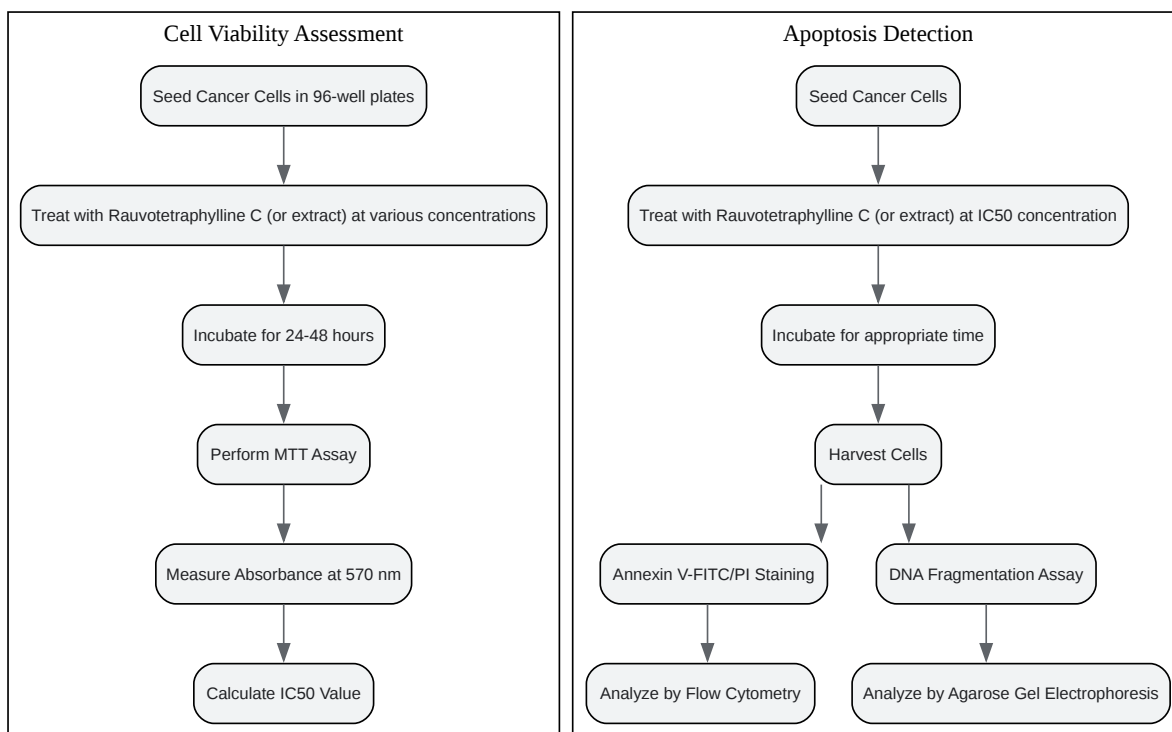 Cell Viability Assessment
Seed Cancer Cells in 96-well plates
Treat with Rauvotetraphylline C (or extract) at various concentrations
Incubate for 24-48 hours
Perform MTT Assay
Measure Absorbance at 570 nm
Calculate IC50 Value
Apoptosis Detection
Seed Cancer Cells
Treat with Rauvotetraphylline C (or extract) at IC50 concentration
Incubate for appropriate time
Harvest Cells
Annexin V-FITC/PI Staining
DNA Fragmentation Assay
Analyze by Flow Cytometry
Analyze by Agarose Gel Electrophoresis